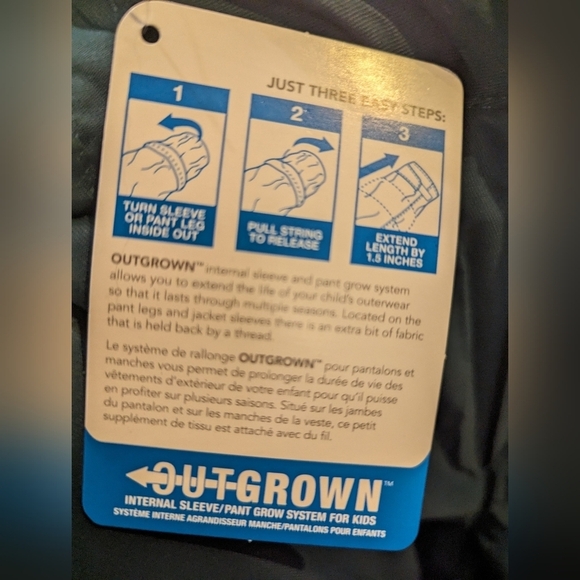 JUST THREE EASY STEPS:
1
TURN SLEEVE
OR PANT LEG
INSIDE OUT
2
PULL STRING
TO RELEASE
3
EXTEND
LENGTH BY
1.5 INCHES
OUTGROWN™ internal sleeve and pant grow system
allows you to extend the life of your child's outerwear
so that it lasts through multiple seasons. Located on the
pant legs and jacket sleeves there is an extra bit of fabric
that is held back by a thread.
Le système de rallonge OUTGROWN™ pour pantalons et
manches vous permet de prolonger la durée de vie des
vêtements d'extérieur de votre enfant pour qu'il puisse
en profiter sur plusieurs saisons. Situé sur les jambes
du pantalon et sur les manches de la veste, ce petit
supplément de tissu est attaché avec du fil.
OUTGROWN™
INTERNAL SLEEVE/PANT GROW SYSTEM FOR KIDS
SYSTÈME INTERNE AGRANDISSEUR MANCHE/PANTALONS POUR ENFANTS